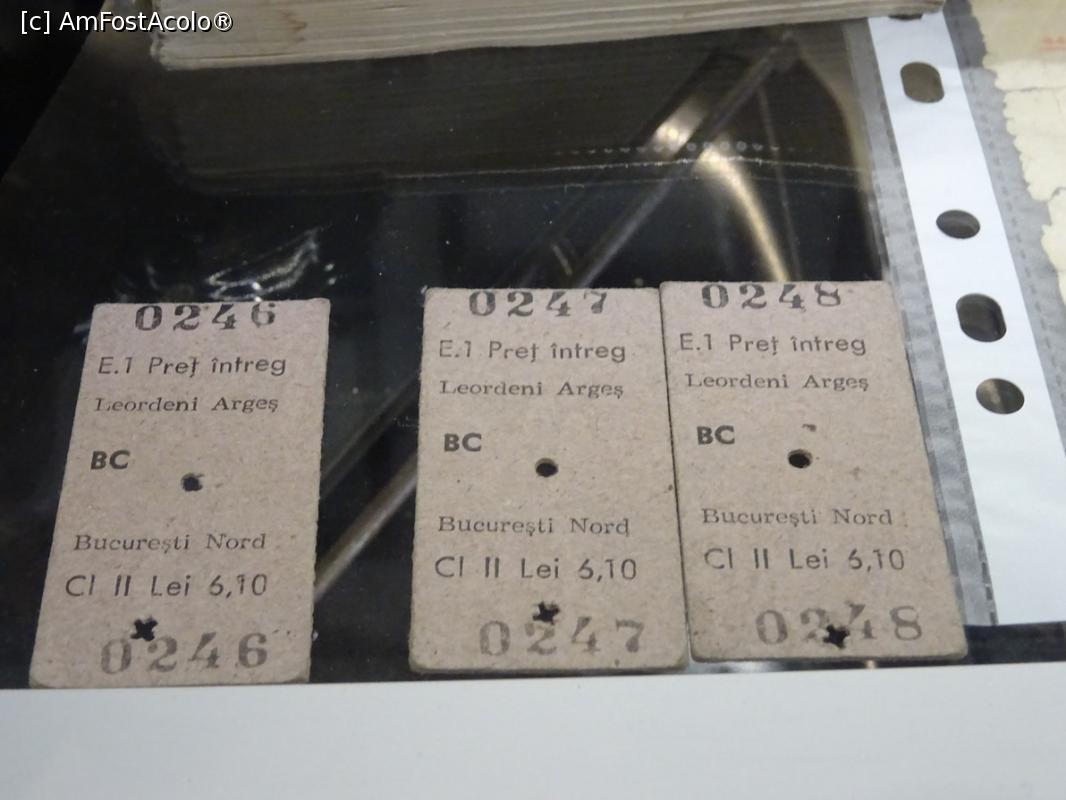 [c] AmFostAcolo®
0246
E.1 Preț întreg
Leordeni Argeș
BC
București Nord
Cl II Lei 6,10
0246
0247
E.1 Preț întreg
Leordeni Argeș
BC
București Nord
Cl II Lei 6,10
0247
0248
E.1 Preț întreg
Leordeni Argeș
BC
București Nord
Cl II Lei 6,10
0248